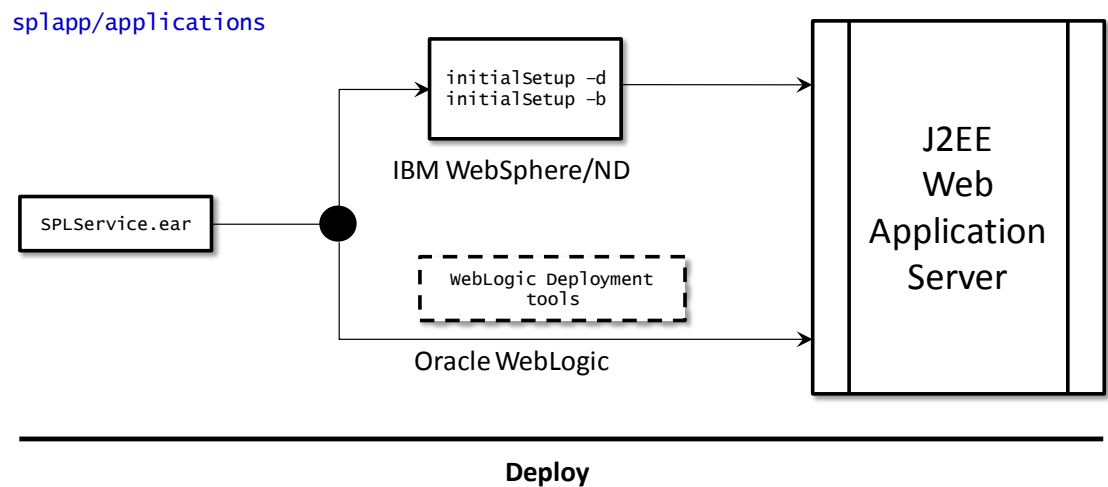 splapp/applications
initialSetup –d
initialSetup –b
IBM WebSphere/ND
SPLService.ear
WebLogic Deployment
tools
Oracle WebLogic
J2EE
Web
Application
Server
Deploy